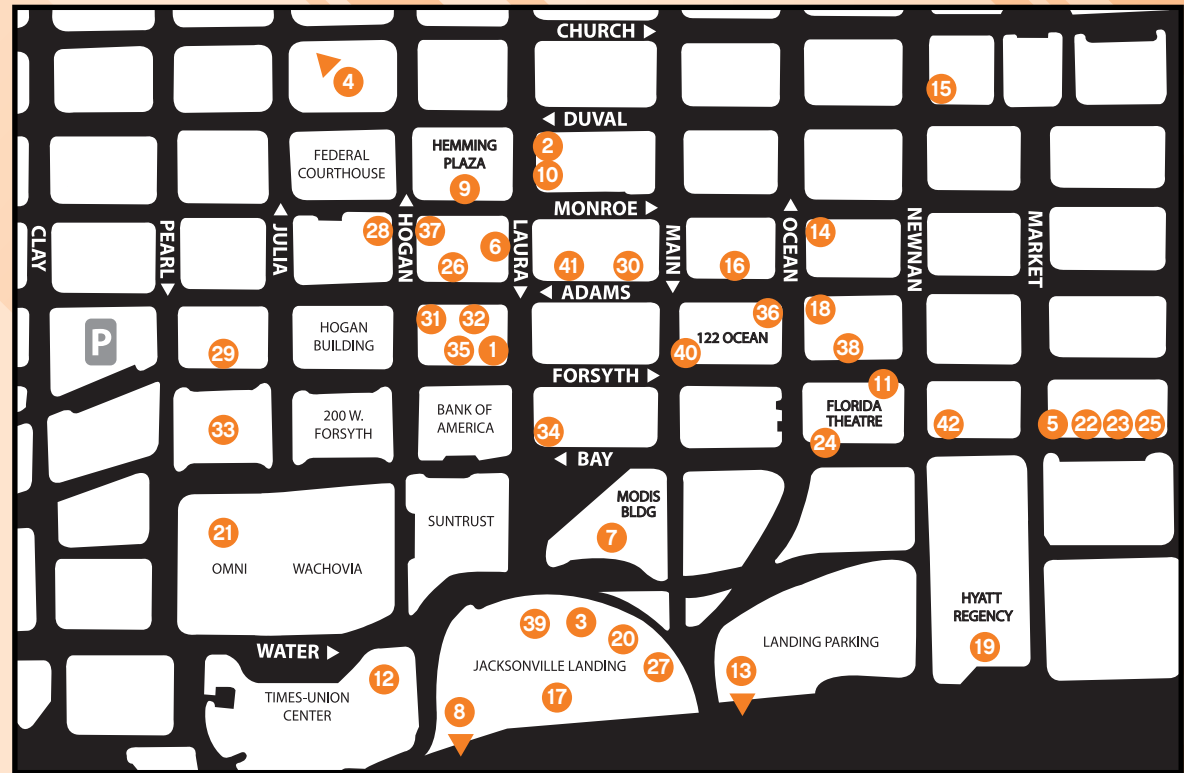 CHURCH ►
4
15
◄ DUVAL
2
10
FEDERAL
COURTHOUSE
HEMMING
PLAZA
9
MONROE ►
CLAY
PEARL ►
JULIA ►
HOGAN ►
LAURA ►
MAIN ►
OCEAN ►
NEWNAN
MARKET
28
37
6
26
41
30
16
14
◄ ADAMS
P
29
HOGAN
BUILDING
31
32
35
1
36
122 OCEAN
40
18
38
FORSYTH ►
33
200 W.
FORSYTH
BANK OF
AMERICA
34
11
FLORIDA
THEATRE
24
42
5
22
23
25
◄ BAY
21
OMNI
WACHOVIA
SUNTRUST
MODIS
BLDG
7
HYATT
REGENCY
19
WATER ►
12
TIMES-UNION
CENTER
39
3
20
27
JACKSONVILLE LANDING
17
8
LANDING PARKING
13